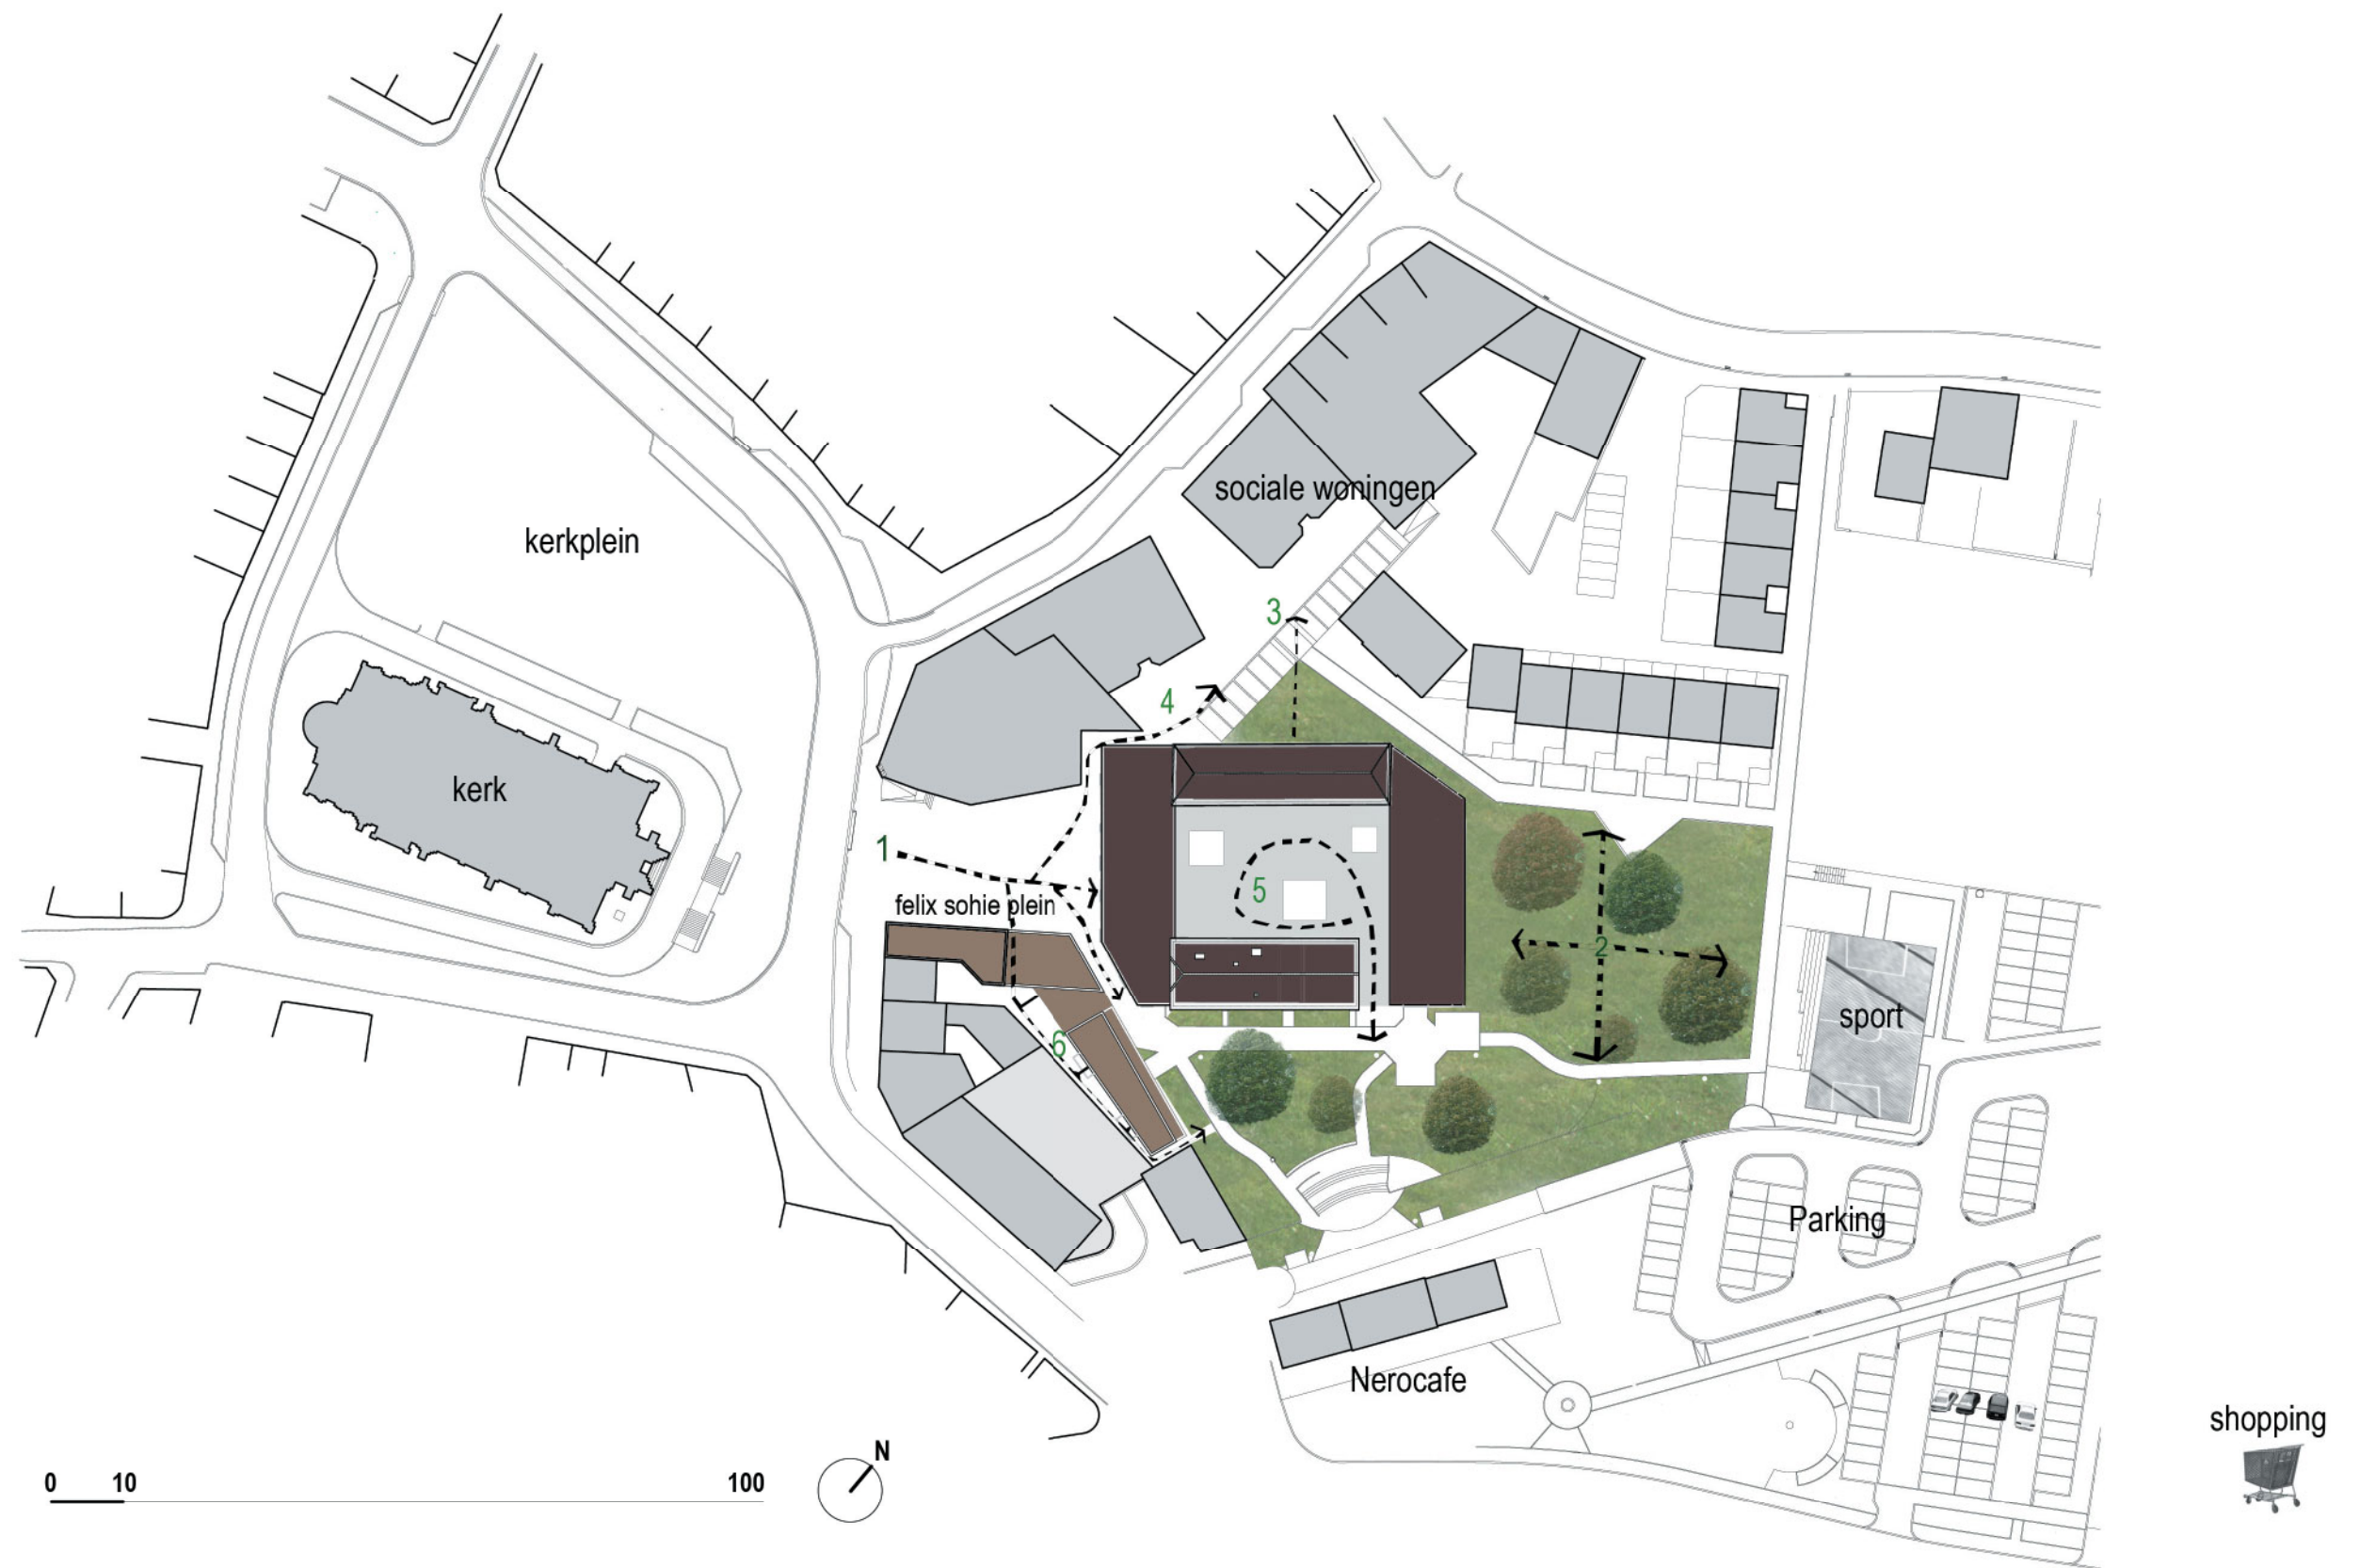 sociale woningen
kerkplein
3
4
kerk
1
5
felix sohie plein
2
sport
6
Parking
Nerocafe
shopping
N
0 10 100